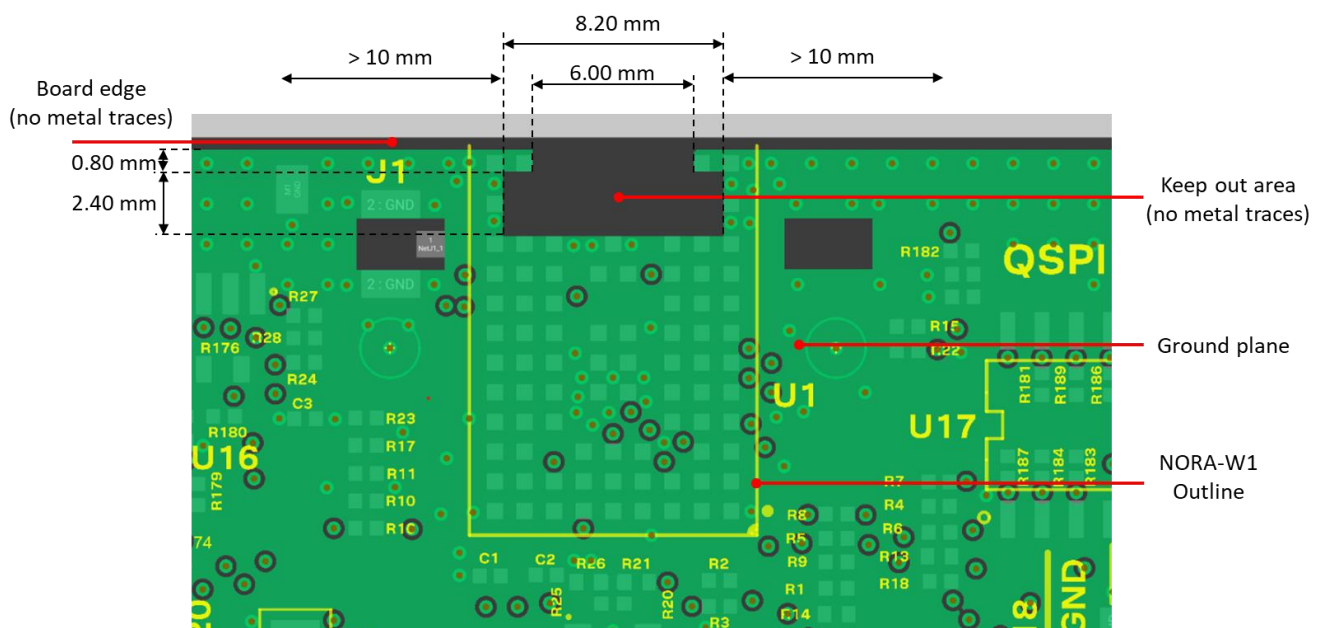 8.20 mm
> 10 mm
6.00 mm
> 10 mm
Board edge
(no metal traces)
0.80 mm
2.40 mm
Keep out area
(no metal traces)
Ground plane
NORA-W1
Outline
J1
2 : GND
1
2 : GND
R182
QSPI
R27
R28
R176
R24
C3
R15
R181
R189
R186
U1
U17
R180
U16
R179
R23
R17
R11
R10
R187
R184
R183
R7
R4
R8
R5
R6
R9
R13
R18
74
C1
C2
R26
R21
R2
R25
R20
R1
R14
R3
GND